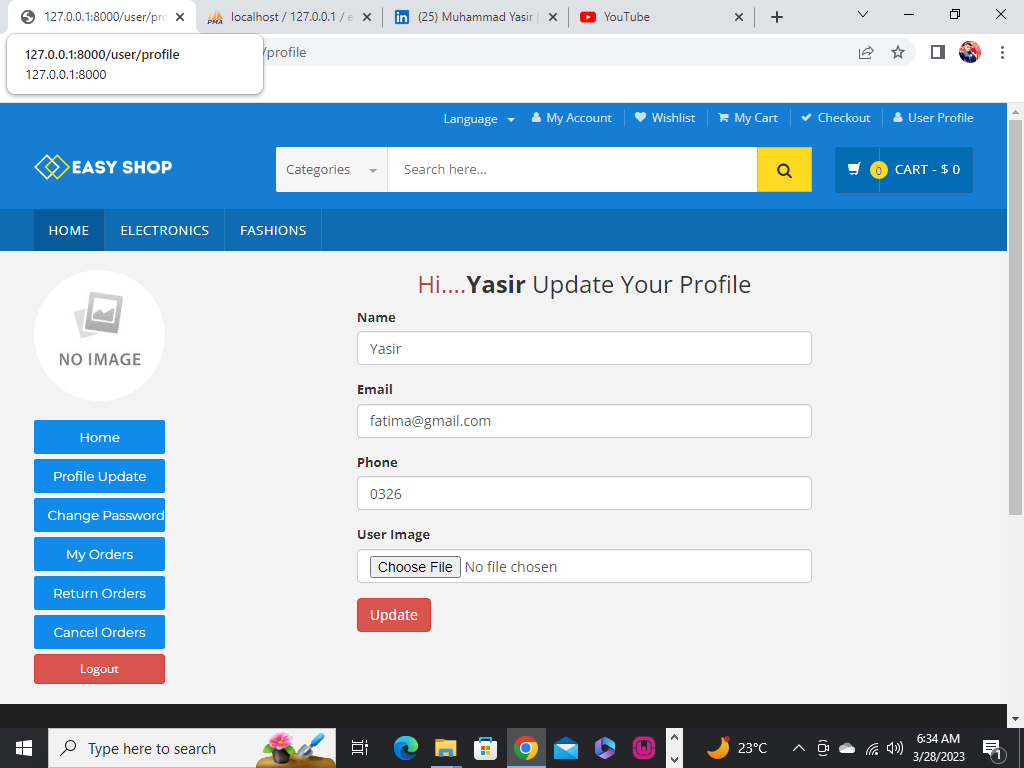 127.0.0.1:8000/user/pro
localhost / 127.0.0.1 / e
(25) Muhammad Yasir |
YouTube
127.0.0.1:8000/user/profile
127.0.0.1:8000
/profile
Language
My Account
Wishlist
My Cart
Checkout
User Profile
EASY SHOP
Categories
Search here...
0
CART - $ 0
HOME
ELECTRONICS
FASHIONS
NO IMAGE
Home
Profile Update
Change Password
My Orders
Return Orders
Cancel Orders
Logout
Hi....Yasir Update Your Profile
Name
Yasir
Email
fatima@gmail.com
Phone
0326
User Image
Choose File No file chosen
Update
Type here to search
23°C
6:34 AM
3/28/2023
1